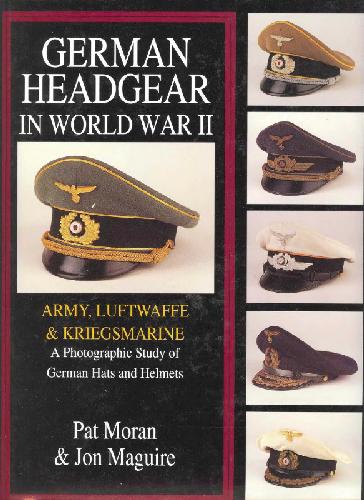 GERMAN
HEADGEAR
IN WORLD WAR II
ARMY, LUFTWAFFE
& KRIEGSMARINE
A Photographic Study of
German Hats and Helmets
Pat Moran
& Jon Maguire